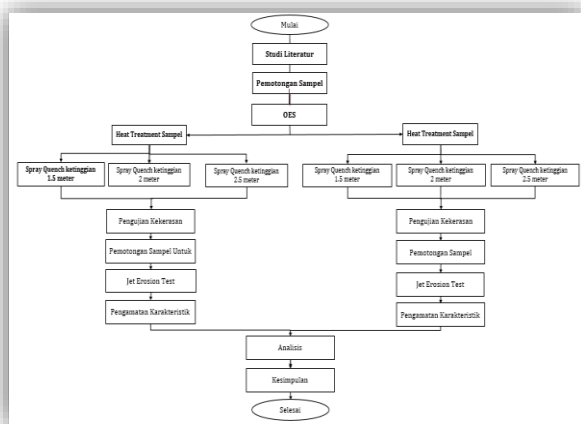 Mulai
Studi Literatur
Pemotongan Sampel
OES
Heat Treatment Sampel
Heat Treatment Sampel
Spray Quench ketinggian
1.5 meter
Spray Quench ketinggian
2 meter
Spray Quench ketinggian
2.5 meter
Spray Quench ketinggian
1.5 meter
Spray Quench ketinggian
2 meter
Spray Quench ketinggian
2.5 meter
Pengujian Kekerasan
Pengujian Kekerasan
Pemotongan Sampel Untuk
Pemotongan Sampel
Jet Erosion Test
Jet Erosion Test
Pengamatan Karakteristik
Pengamatan Karakteristik
Analisis
Kesimpulan
Selesai